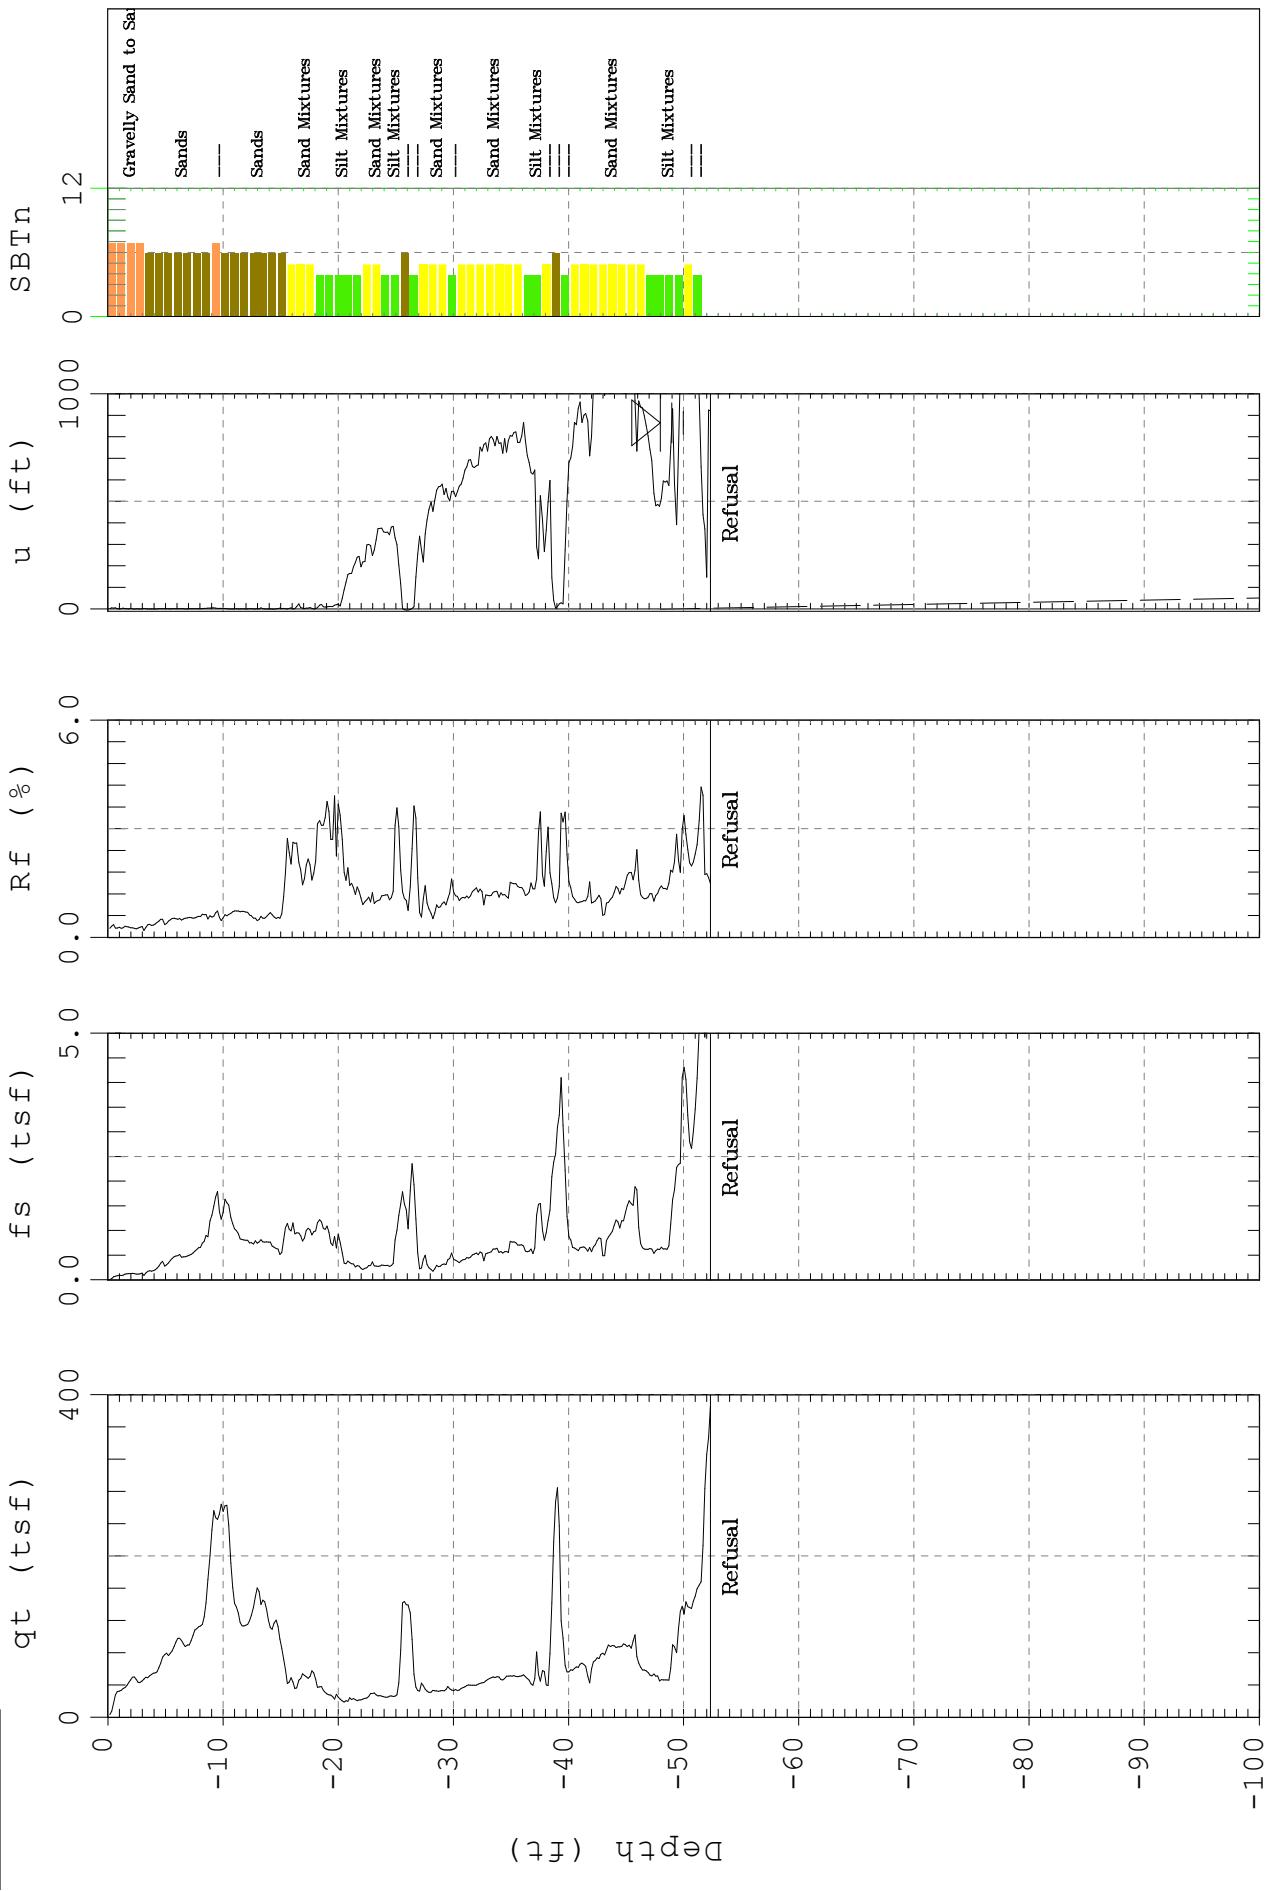 qt (tsf)
fs (tsf)
Rf (%)
u (ft)
SBTn
0
400
0.0
5.0
0.0
6.0
0
1000
0
12
0
-10
-20
-30
-40
-50
-60
-70
-80
-90
-100
Depth (ft)
Refusal
Refusal
Refusal
Refusal
Gravelly Sand to Sa
Sands
Sands
Sand Mixtures
Silt Mixtures
Sand Mixtures
Silt Mixtures
Sand Mixtures
Sand Mixtures
Silt Mixtures
Sand Mixtures
Silt Mixtures